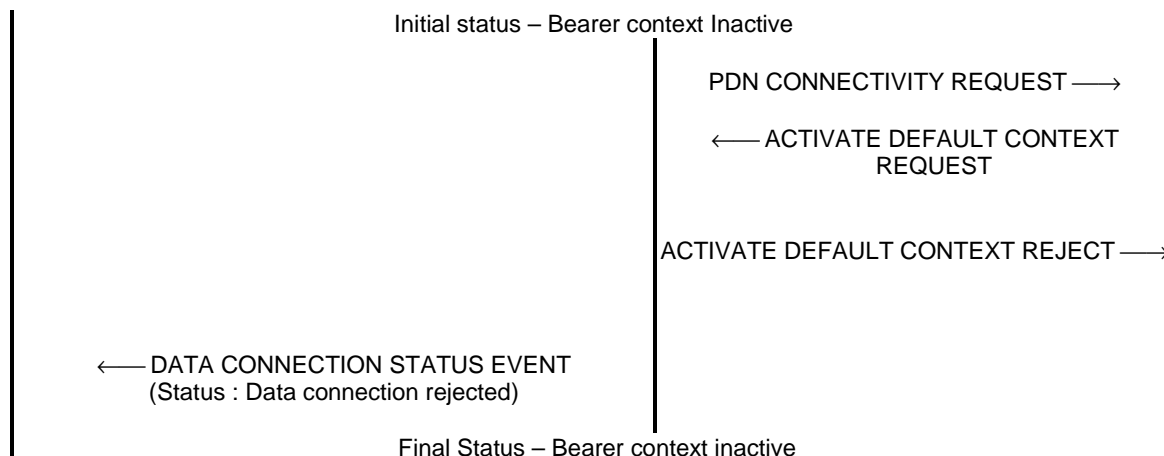 Initial status – Bearer context Inactive
PDN CONNECTIVITY REQUEST ⟶
⟵ ACTIVATE DEFAULT CONTEXT
REQUEST
ACTIVATE DEFAULT CONTEXT REJECT ⟶
⟵ DATA CONNECTION STATUS EVENT
(Status : Data connection rejected)
Final Status – Bearer context inactive